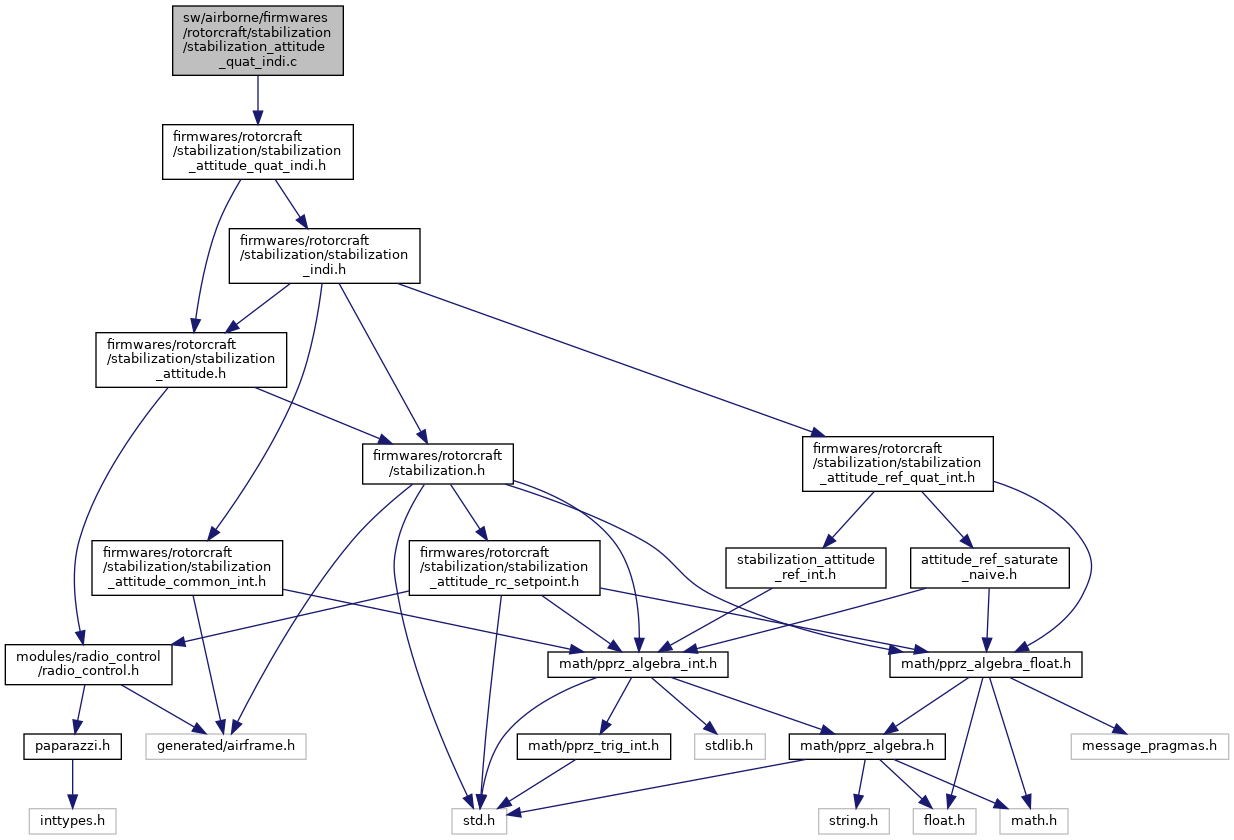 sw/airborne/firmwares
/rotorcraft/stabilization
/stabilization_attitude
_quat_indi.c
firmwares/rotorcraft
/stabilization/stabilization
_attitude_quat_indi.h
firmwares/rotorcraft
/stabilization/stabilization
_indi.h
firmwares/rotorcraft
/stabilization/stabilization
_attitude.h
firmwares/rotorcraft
/stabilization.h
firmwares/rotorcraft
/stabilization/stabilization
_attitude_ref_quat_int.h
firmwares/rotorcraft
/stabilization/stabilization
_attitude_common_int.h
firmwares/rotorcraft
/stabilization/stabilization
_attitude_rc_setpoint.h
stabilization_attitude
_ref_int.h
attitude_ref_saturate
_naive.h
modules/radio_control
/radio_control.h
math/pprz_algebra_int.h
math/pprz_algebra_float.h
paparazzi.h
generated/airframe.h
math/pprz_trig_int.h
stdlib.h
math/pprz_algebra.h
message_pragmas.h
inttypes.h
std.h
string.h
float.h
math.h